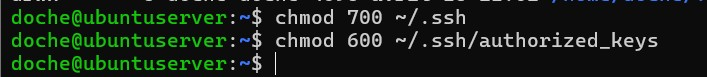 doche@ubuntuserver:~$ chmod 700 ~/.ssh
doche@ubuntuserver:~$ chmod 600 ~/.ssh/authorized_keys
doche@ubuntuserver:~$